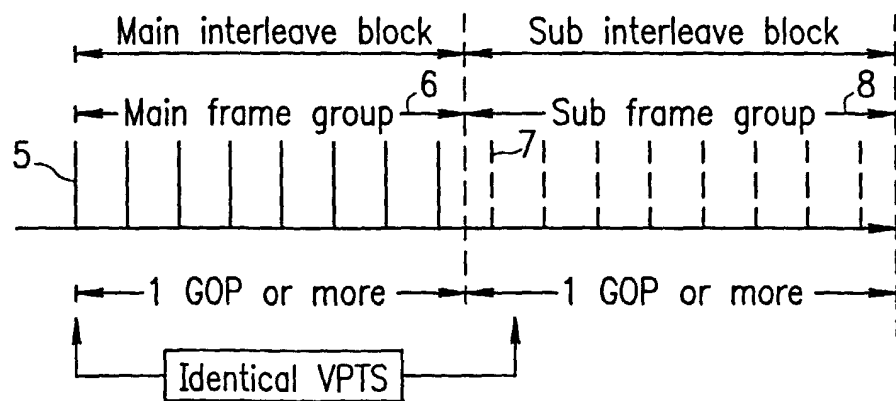 Main interleave block Sub interleave block
6 8
Main frame group Sub frame group
5 7
1 GOP or more 1 GOP or more
Identical VPTS